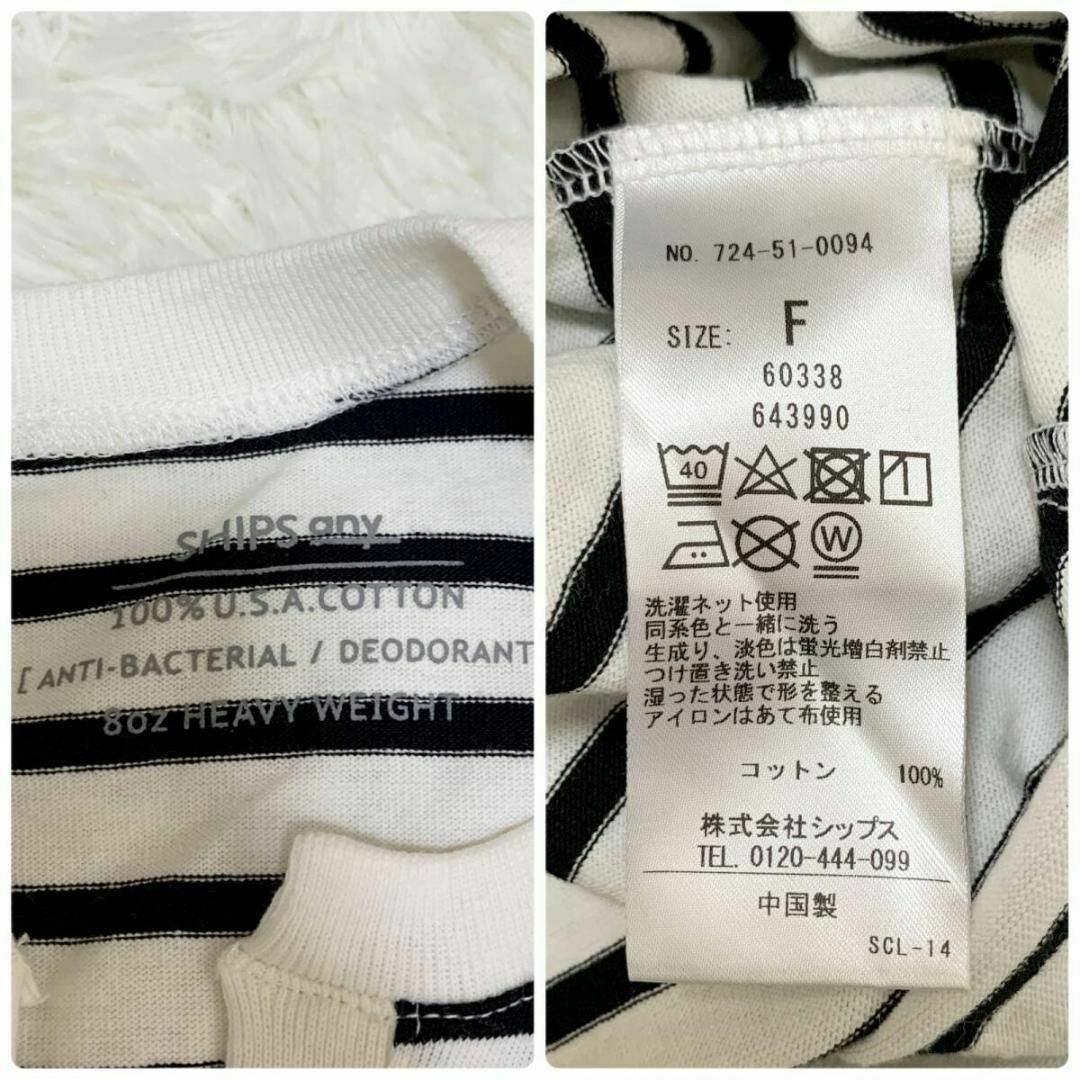 SHIPS any
100% U.S.A.COTTON
[ANTI-BACTERIAL / DEODORANT
8oz HEAVY WEIGHT
NO. 724-51-0094
SIZE: F
60338
643990
40
1
W
洗濯ネット使用
同系色と一緒に洗う
生成り、淡色は蛍光増白剤禁止
つけ置き洗い禁止
湿った状態で形を整える
アイロンはあて布使用
コットン 100%
株式会社シップス
TEL. 0120-444-099
中国製
SCL-14